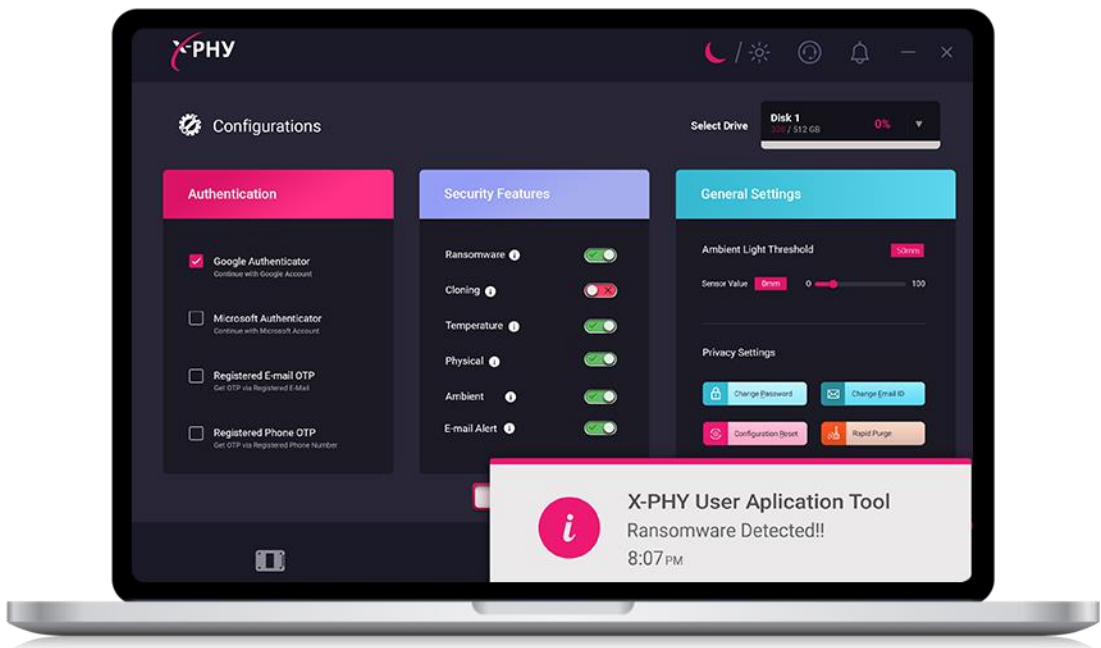 X-PHY
/
Configurations
Select Drive
Disk 1
320 / 512 GB
0%
Authentication
Google Authenticator
Continue with Google Account
Microsoft Authenticator
Continue with Microsoft Account
Registered E-mail OTP
Get OTP via Registered E-Mail
Registered Phone OTP
Get OTP via Registered Phone Number
Security Features
Ransomware i
Cloning i
Temperature i
Physical i
Ambient i
E-mail Alert i
General Settings
Ambient Light Threshold
50mm
Sensor Value 0mm 0 100
Privacy Settings
Change Password
Change Email ID
Configuration Reset
Rapid Purge
i
X-PHY User Aplication Tool
Ransomware Detected!!
8:07 PM